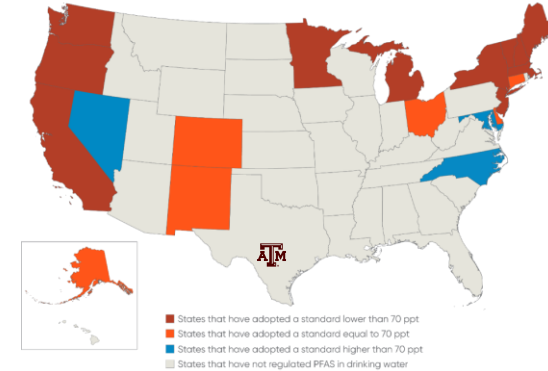 ATM
States that have adopted a standard lower than 70 ppt
States that have adopted a standard equal to 70 ppt
States that have adopted a standard higher than 70 ppt
States that have not regulated PFAS in drinking water